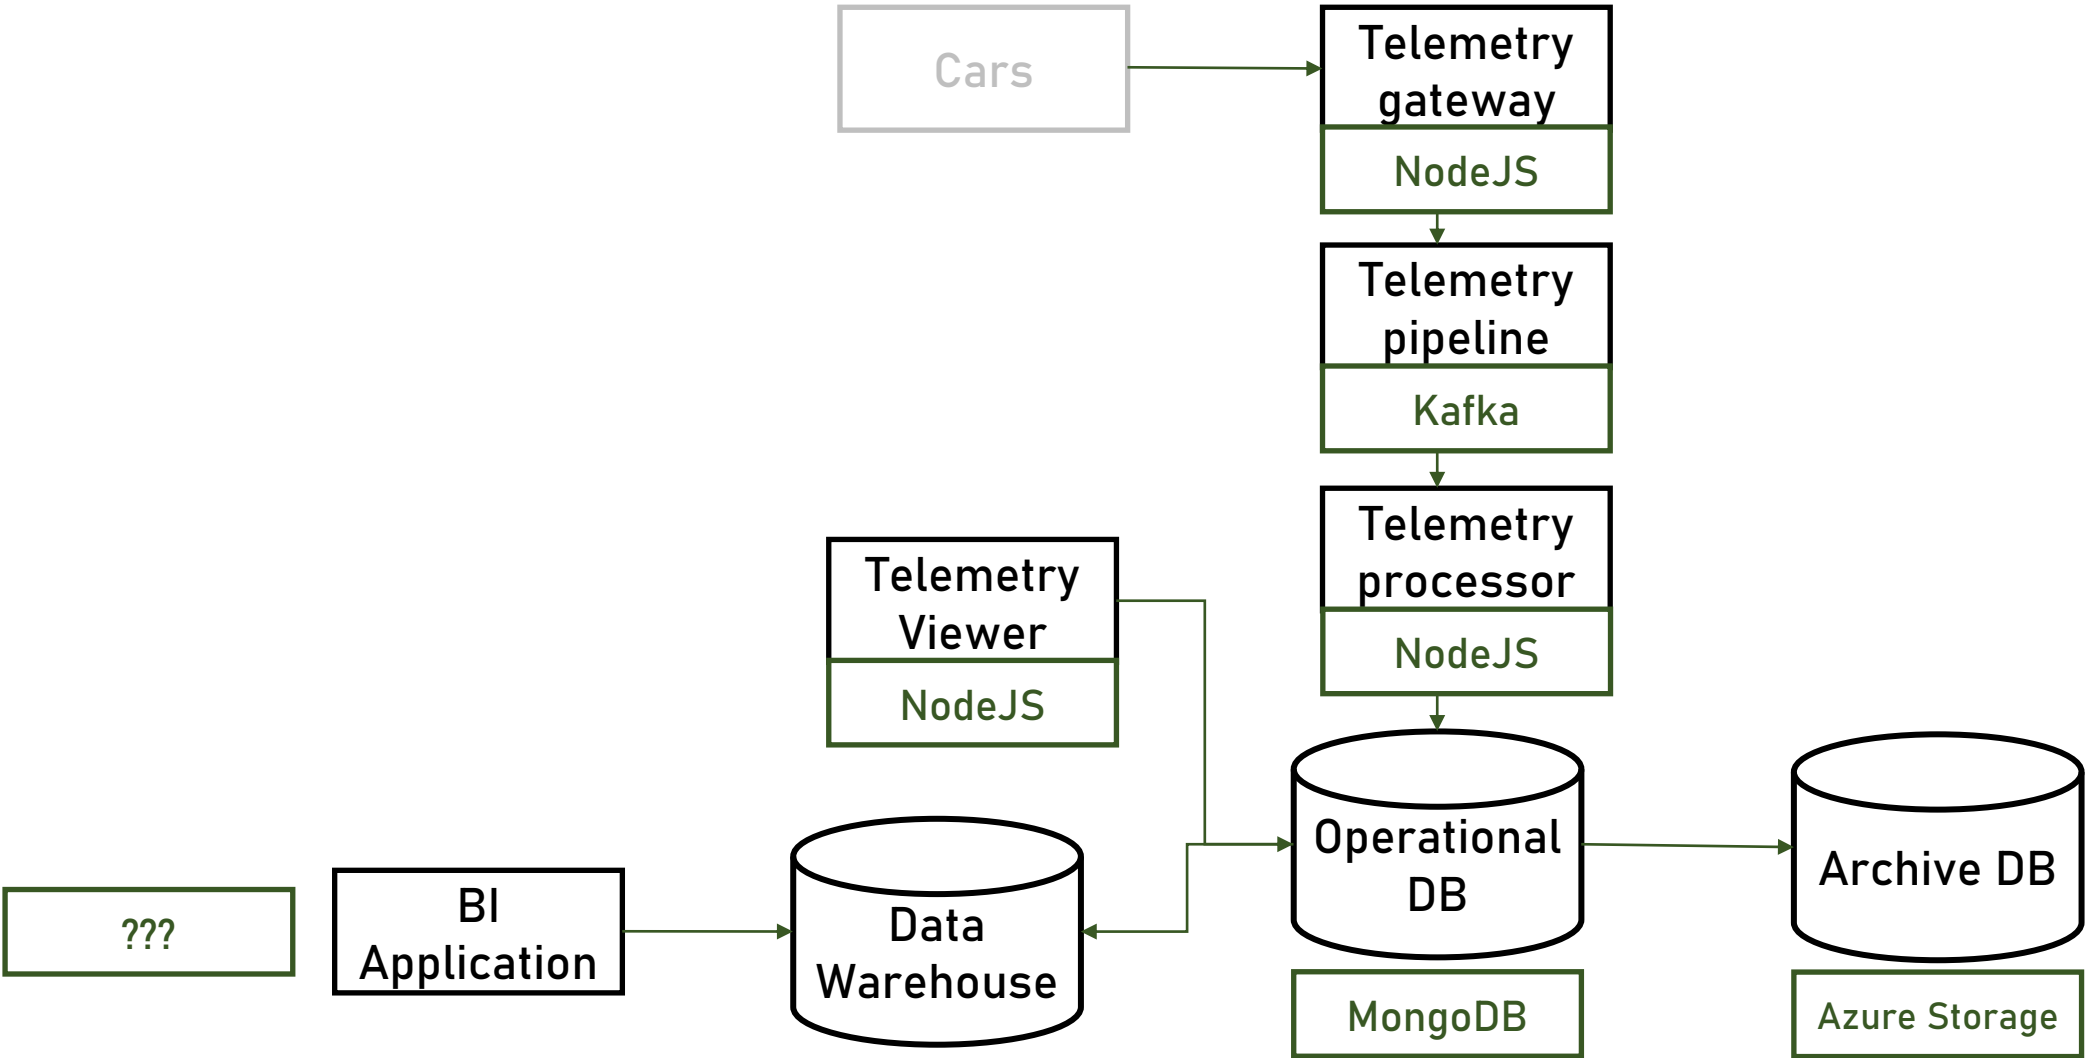 Cars
Telemetry
gateway
NodeJS
Telemetry
pipeline
Kafka
Telemetry
processor
NodeJS
Telemetry
Viewer
NodeJS
Operational
DB
MongoDB
Archive DB
Azure Storage
Data
Warehouse
BI
Application
???